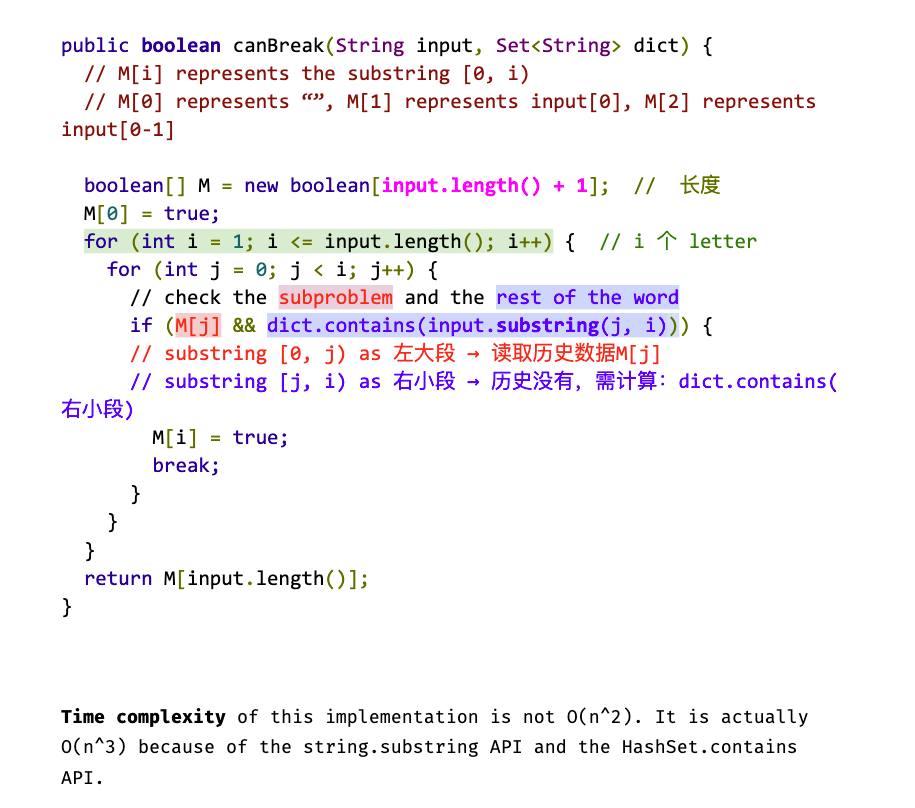 public boolean canBreak(String input, Set<String> dict) {
  // M[i] represents the substring [0, i)
  // M[0] represents “”, M[1] represents input[0], M[2] represents
input[0-1]
  boolean[] M = new boolean[input.length() + 1];  //  长度
  M[0] = true;
  for (int i = 1; i <= input.length(); i++) {  // i 个 letter
    for (int j = 0; j < i; j++) {
      // check the subproblem and the rest of the word
      if (M[j] && dict.contains(input.substring(j, i))) {
      // substring [0, j) as 左大段 → 读取历史数据M[j]
      // substring [j, i) as 右小段 → 历史没有，需计算：dict.contains(
右小段)
        M[i] = true;
        break;
      }
    }
  }
  return M[input.length()];
}
Time complexity of this implementation is not O(n^2). It is actually
O(n^3) because of the string.substring API and the HashSet.contains
API.